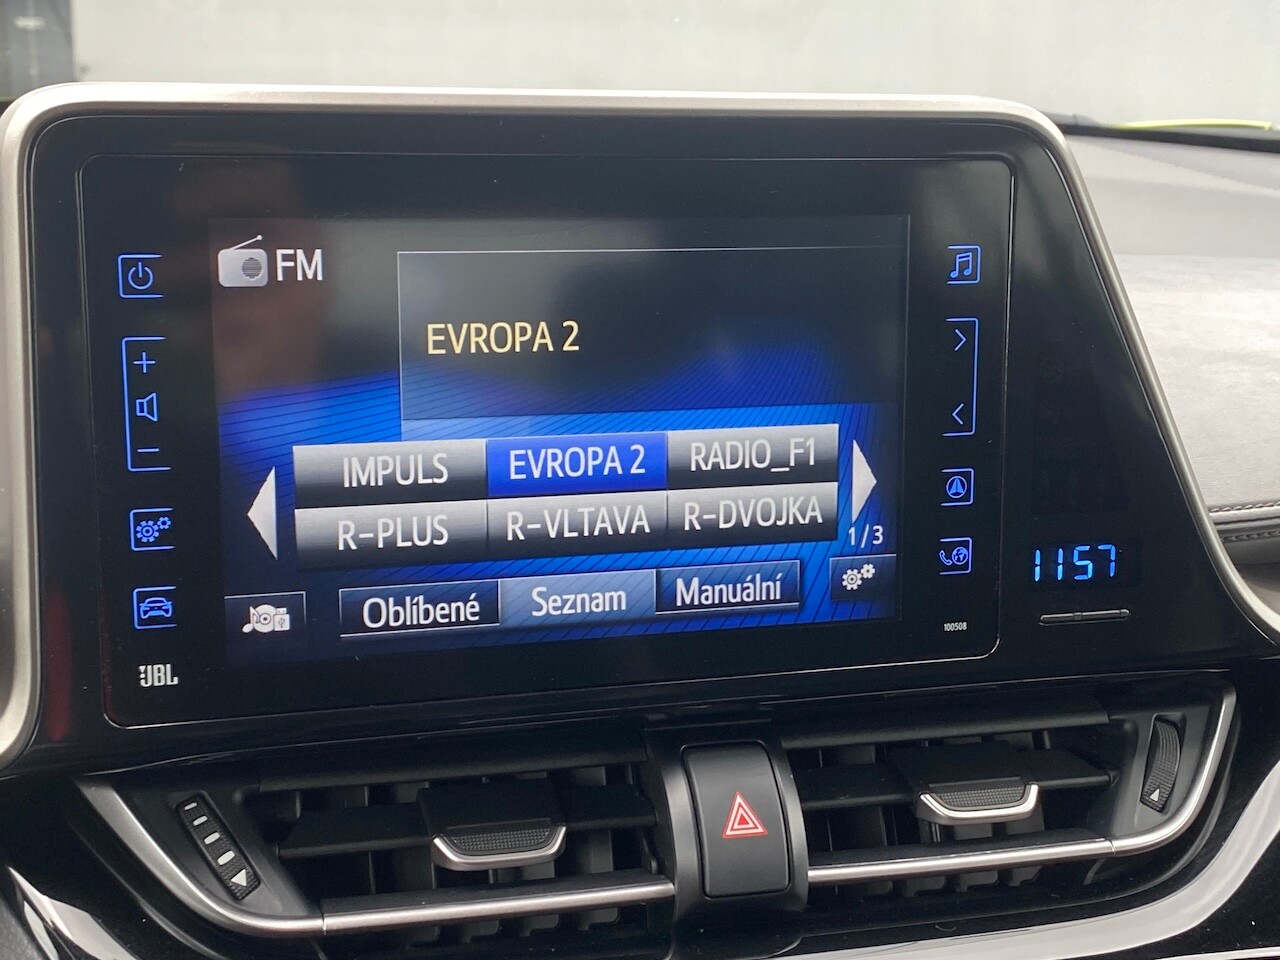 FM
EVROPA 2
IMPULS EVROPA 2 RADIO_F1
R-PLUS R-VLTAVA R-DVOJKA
1/3
Oblíbené Seznam Manuální
JBL
100508
1157